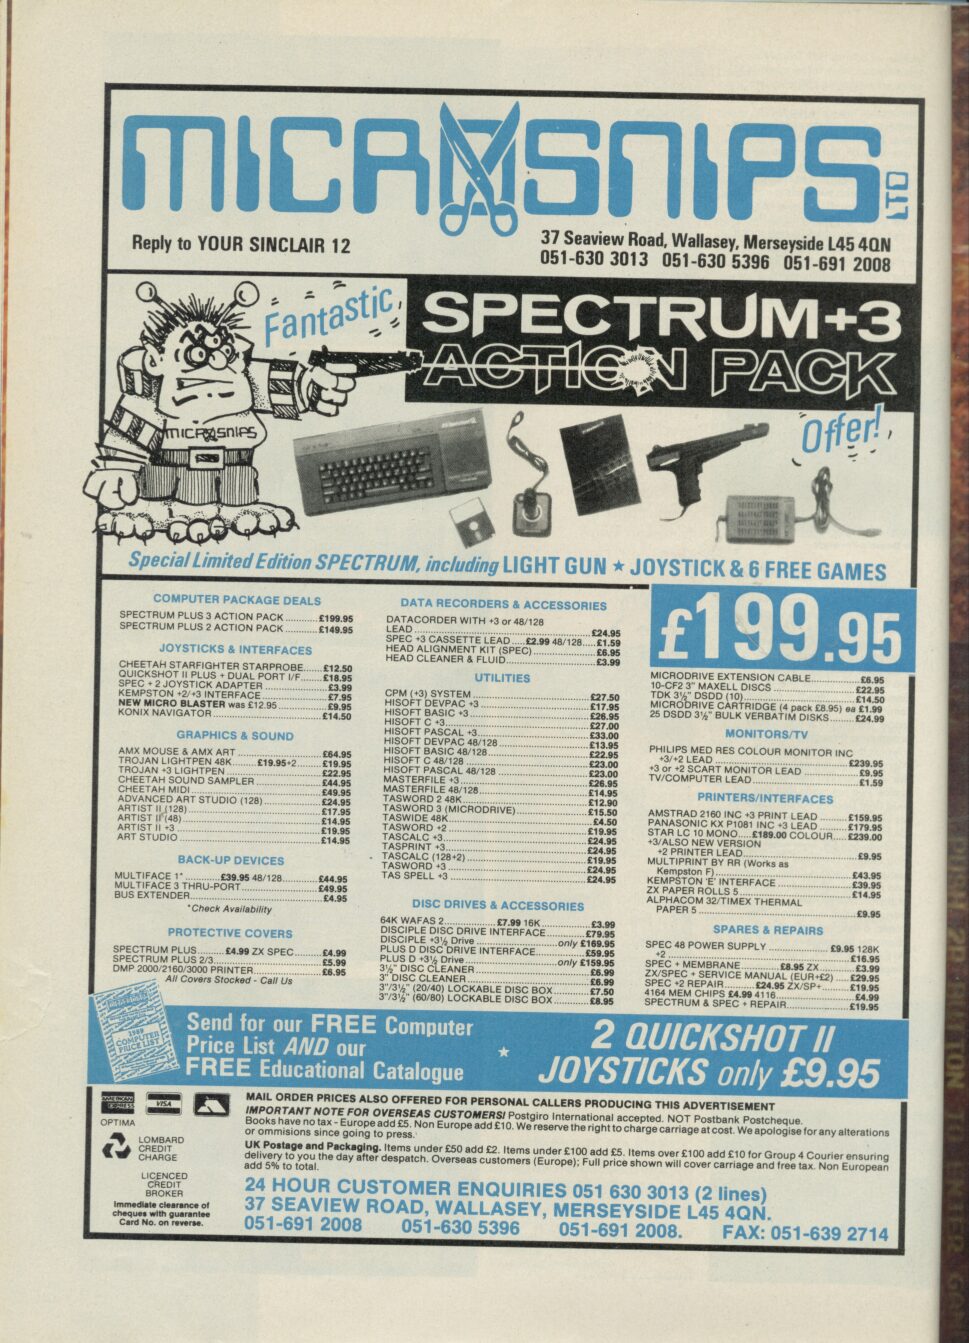 MICROSNIPS LTD
Reply to YOUR SINCLAIR 12
37 Seaview Road, Wallasey, Merseyside L45 4QN
051-630 3013 051-630 5396 051-691 2008
Fantastic
SPECTRUM+3
ACTION PACK
Offer!
MICROSNIPS
Special Limited Edition SPECTRUM, including LIGHT GUN ★ JOYSTICK & 6 FREE GAMES
£199.95
COMPUTER PACKAGE DEALS
SPECTRUM PLUS 3 ACTION PACK ..........£199.95
SPECTRUM PLUS 2 ACTION PACK ..........£149.95
JOYSTICKS & INTERFACES
CHEETAH STARFIGHTER STARPROBE.....£12.50
QUICKSHOT II PLUS + DUAL PORT I/F.....£18.95
SPEC + 2 JOYSTICK ADAPTER ..........£3.99
KEMPSTON +2/+3 INTERFACE ..........£7.95
NEW MICRO BLASTER was £12.95 ..........£9.95
KONIX NAVIGATOR ..........£14.50
GRAPHICS & SOUND
AMX MOUSE & AMX ART ..........£64.95
TROJAN LIGHTPEN 48K.......£19.95+2 .......£19.95
TROJAN +3 LIGHTPEN ..........£22.95
CHEETAH SOUND SAMPLER ..........£44.95
CHEETAH MIDI ..........£49.95
ADVANCED ART STUDIO (128) ..........£24.95
ARTIST II (128) ..........£17.95
ARTIST II (48) ..........£14.95
ARTIST II +3 ..........£19.95
ART STUDIO ..........£14.95
BACK-UP DEVICES
MULTIFACE 1* ..........£39.95 48/128..........£44.95
MULTIFACE 3 THRU-PORT ..........£49.95
BUS EXTENDER ..........£4.95
*Check Availability
PROTECTIVE COVERS
SPECTRUM PLUS.......£4.99 ZX SPEC.......£4.99
SPECTRUM PLUS 2/3 ..........£5.99
DMP 2000/2160/3000 PRINTER ..........£6.95
All Covers Stocked - Call Us
DATA RECORDERS & ACCESSORIES
DATACORDER WITH +3 or 48/128
LEAD ..........£24.95
SPEC +3 CASSETTE LEAD ....£2.99 48/128....£1.59
HEAD ALIGNMENT KIT (SPEC) ..........£6.95
HEAD CLEANER & FLUID ..........£3.99
UTILITIES
CPM (+3) SYSTEM ..........£27.50
HISOFT DEVPAC +3 ..........£17.95
HISOFT BASIC +3 ..........£26.95
HISOFT C +3 ..........£27.00
HISOFT PASCAL +3 ..........£33.00
HISOFT DEVPAC 48/128 ..........£13.95
HISOFT BASIC 48/128 ..........£22.95
HISOFT C 48/128 ..........£23.00
HISOFT PASCAL 48/128 ..........£23.00
MASTERFILE +3 ..........£26.95
MASTERFILE 48/128 ..........£14.95
TASWORD 2 48K ..........£12.90
TASWORD 3 (MICRODRIVE) ..........£15.50
TASWIDE 48K ..........£4.50
TASWORD +2 ..........£19.95
TASCALC +3 ..........£24.95
TASPRINT +3 ..........£24.95
TASCALC (128+2) ..........£19.95
TASWORD +3 ..........£24.95
TAS SPELL +3 ..........£24.95
DISC DRIVES & ACCESSORIES
64K WAFAS 2 ..........£7.99 16K ..........£3.99
DISCIPLE DISC DRIVE INTERFACE ..........£79.95
DISCIPLE +3½ Drive ..........only £169.95
PLUS D DISC DRIVE INTERFACE ..........£59.95
PLUS D +3½ Drive ..........only £159.95
3½" DISC CLEANER ..........£6.99
3" DISC CLEANER ..........£6.99
3"/3½" (20/40) LOCKABLE DISC BOX ..........£7.50
3"/3½" (60/80) LOCKABLE DISC BOX ..........£8.95
MICRODRIVE EXTENSION CABLE ..........£6.95
10-CF2 3" MAXELL DISCS ..........£22.95
TDK 3½" DSDD (10) ..........£14.50
MICRODRIVE CARTRIDGE (4 pack £8.95) ea £1.99
25 DSDD 3½" BULK VERBATIM DISKS ..........£24.99
MONITORS/TV
PHILIPS MED RES COLOUR MONITOR INC
+3/+2 LEAD ..........£239.95
+3 or +2 SCART MONITOR LEAD ..........£9.95
TV/COMPUTER LEAD ..........£1.59
PRINTERS/INTERFACES
AMSTRAD 2160 INC +3 PRINT LEAD ..........£159.95
PANASONIC KX P1081 INC +3 LEAD ..........£179.95
STAR LC 10 MONO....£189.00 COLOUR....£239.00
+3/ALSO NEW VERSION
+2 PRINTER LEAD ..........£9.95
MULTIPRINT BY RR (Works as
Kempston F) ..........£43.95
KEMPSTON 'E' INTERFACE ..........£39.95
ZX PAPER ROLLS 5 ..........£14.95
ALPHACOM 32/TIMEX THERMAL
PAPER 5 ..........£9.95
SPARES & REPAIRS
SPEC 48 POWER SUPPLY ..........£9.95 128K
+2 ..........£16.95
SPEC + MEMBRANE ..........£8.95 ZX ..........£3.99
ZX/SPEC + SERVICE MANUAL (EUR+£2) .....£29.95
SPEC +2 REPAIR ..........£24.95 ZX/SP+ ..........£19.95
4164 MEM CHIPS £4.99 4116 ..........£4.99
SPECTRUM & SPEC + REPAIR ..........£19.95
1989
COMPUTER
PRICE LIST
Send for our FREE Computer
Price List AND our
FREE Educational Catalogue
★
2 QUICKSHOT II
JOYSTICKS only £9.95
AMERICAN EXPRESS
VISA
OPTIMA
LOMBARD
CREDIT
CHARGE
LICENCED
CREDIT
BROKER
Immediate clearance of
cheques with guarantee
Card No. on reverse.
MAIL ORDER PRICES ALSO OFFERED FOR PERSONAL CALLERS PRODUCING THIS ADVERTISEMENT
IMPORTANT NOTE FOR OVERSEAS CUSTOMERS! Postgiro International accepted. NOT Postbank Postcheque.
Books have no tax - Europe add £5. Non Europe add £10. We reserve the right to charge carriage at cost. We apologise for any alterations
or ommisions since going to press.
UK Postage and Packaging. Items under £50 add £2. Items under £100 add £5. Items over £100 add £10 for Group 4 Courier ensuring
delivery to you the day after despatch. Overseas customers (Europe); Full price shown will cover carriage and free tax. Non European
add 5% to total.
24 HOUR CUSTOMER ENQUIRIES 051 630 3013 (2 lines)
37 SEAVIEW ROAD, WALLASEY, MERSEYSIDE L45 4QN.
051-691 2008 051-630 5396 051-691 2008. FAX: 051-639 2714